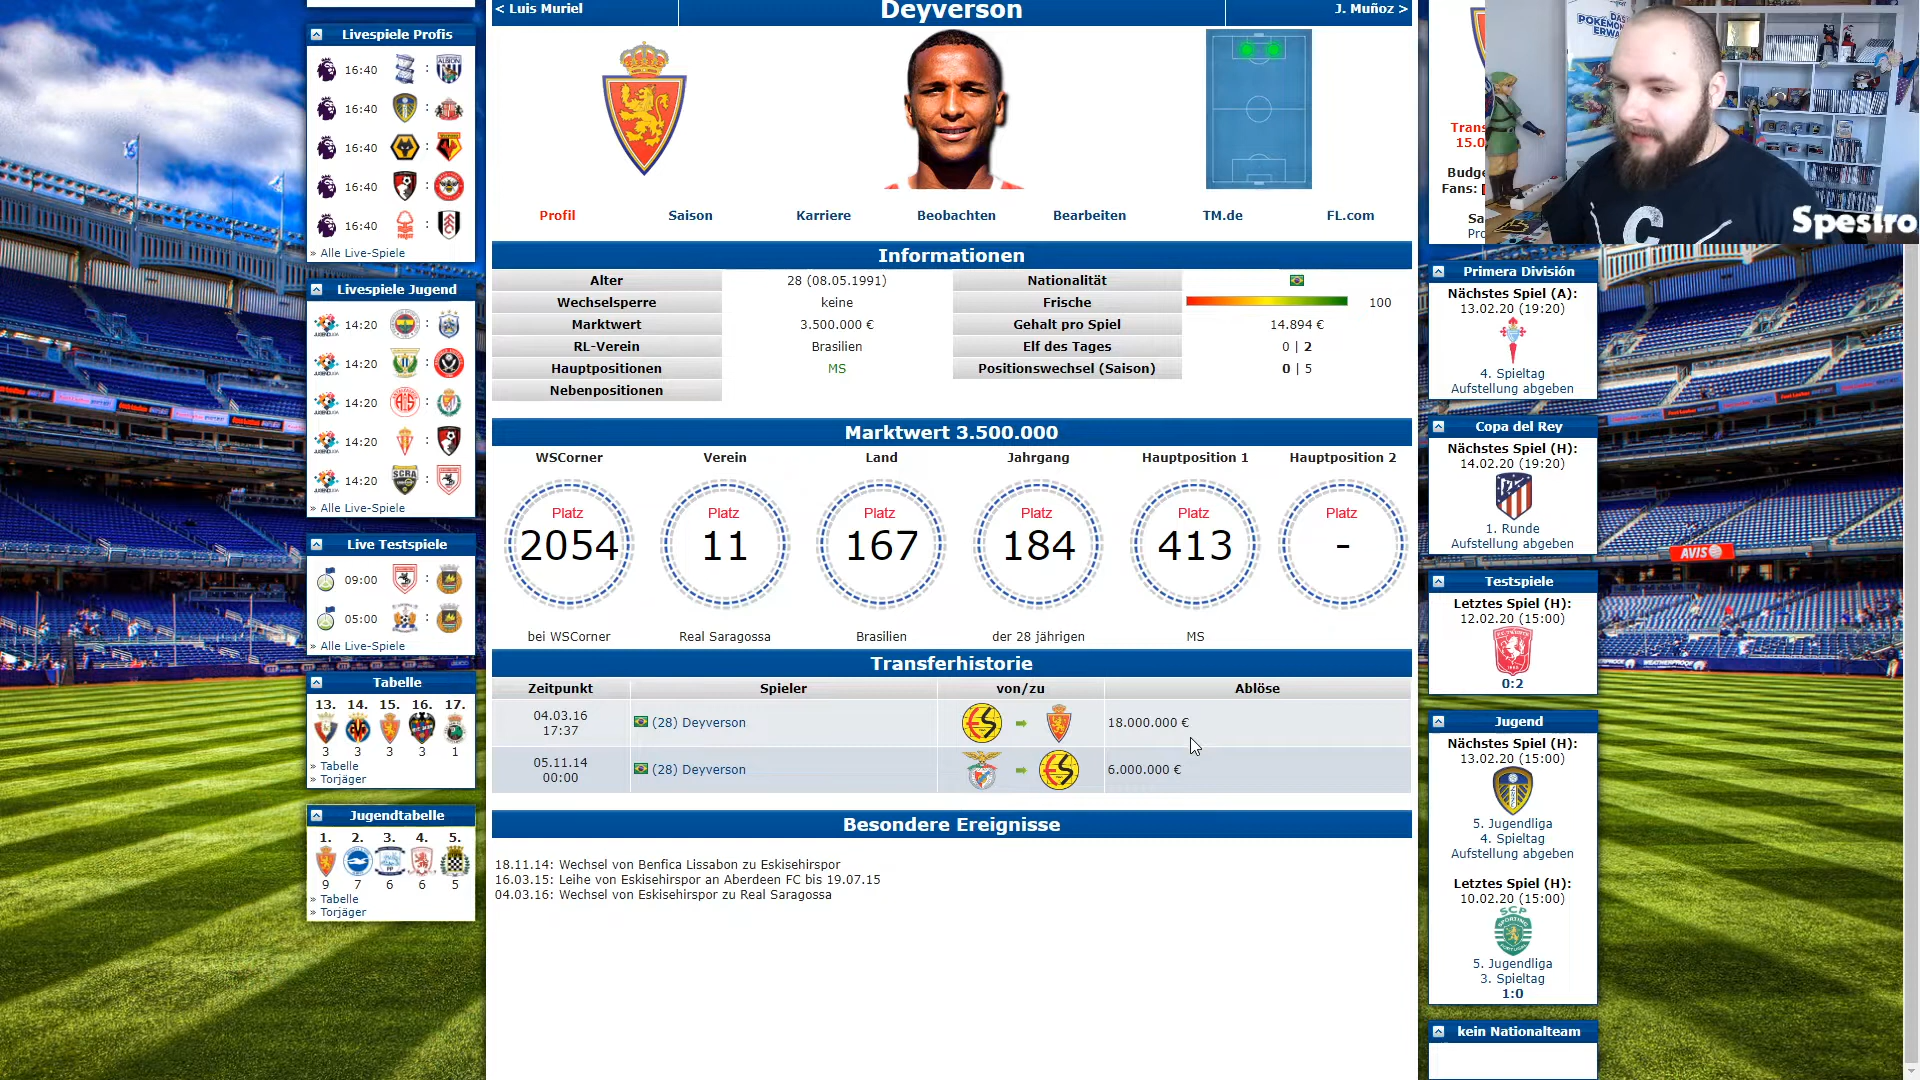 Livespiele Profis
16:40 :
16:40 :
16:40 :
16:40 :
16:40 :
» Alle Live-Spiele
Livespiele Jugend
14:20 :
14:20 :
14:20 :
14:20 :
14:20 :
» Alle Live-Spiele
Live Testspiele
09:00 :
05:00 :
» Alle Live-Spiele
Tabelle
13. 14. 15. 16. 17.
3 3 3 3 1
» Tabelle
» Torjäger
Jugendtabelle
1. 2. 3. 4. 5.
9 7 6 6 5
» Tabelle
» Torjäger
< Luis Muriel
Deyverson
J. Muñoz >
Profil Saison Karriere Beobachten Bearbeiten TM.de FL.com
Informationen
Alter 28 (08.05.1991) Nationalität
Wechselsperre keine Frische 100
Marktwert 3.500.000 € Gehalt pro Spiel 14.894 €
RL-Verein Brasilien Elf des Tages 0 | 2
Hauptpositionen MS Positionswechsel (Saison) 0 | 5
Nebenpositionen
Marktwert 3.500.000
WSCorner Verein Land Jahrgang Hauptposition 1 Hauptposition 2
Platz Platz Platz Platz Platz Platz
2054 11 167 184 413 -
bei WSCorner Real Saragossa Brasilien der 28 jährigen MS
Transferhistorie
Zeitpunkt Spieler von/zu Ablöse
04.03.16
17:37
(28) Deyverson
18.000.000 €
05.11.14
00:00
(28) Deyverson
6.000.000 €
Besondere Ereignisse
18.11.14: Wechsel von Benfica Lissabon zu Eskisehirspor
16.03.15: Leihe von Eskisehirspor an Aberdeen FC bis 19.07.15
04.03.16: Wechsel von Eskisehirspor zu Real Saragossa
Trans
15.0
Budge
Fans:
Sa
Pro
DAS
POKÉMON
Spesiro
Primera División
Nächstes Spiel (A):
13.02.20 (19:20)
4. Spieltag
Aufstellung abgeben
Copa del Rey
Nächstes Spiel (H):
14.02.20 (19:20)
1. Runde
Aufstellung abgeben
Testspiele
Letztes Spiel (H):
12.02.20 (15:00)
0:2
Jugend
Nächstes Spiel (H):
13.02.20 (15:00)
5. Jugendliga
4. Spieltag
Aufstellung abgeben
Letztes Spiel (H):
10.02.20 (15:00)
SCP
5. Jugendliga
3. Spieltag
1:0
kein Nationalteam
AVIS